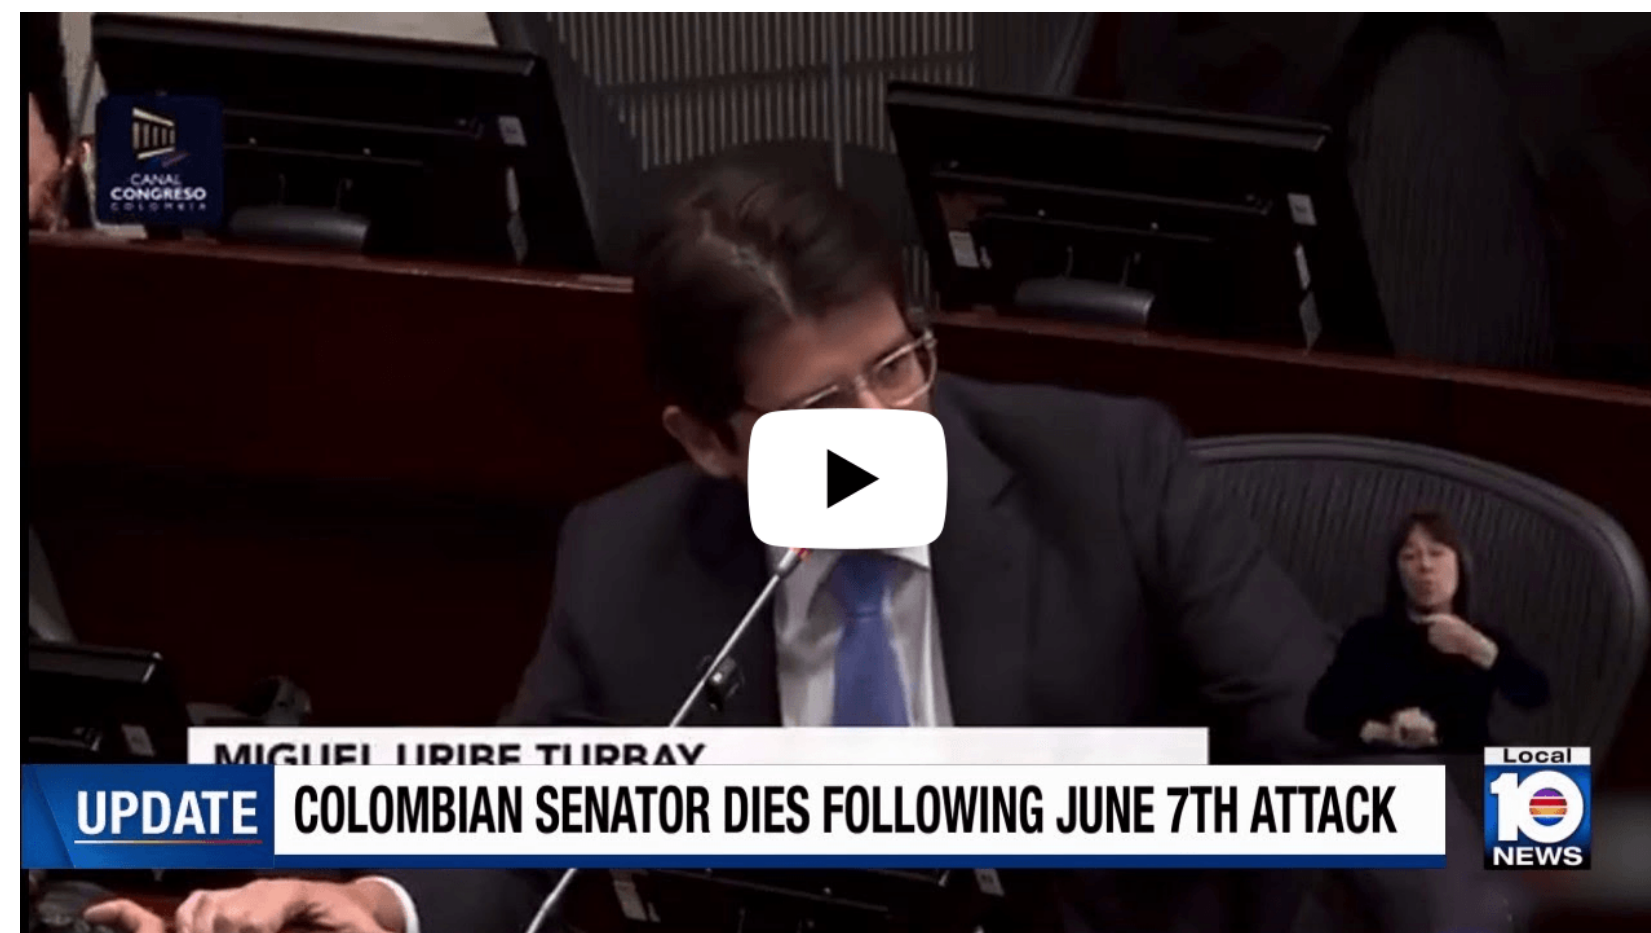 CANAL
CONGRESO
COLOMBIA
MIGUEL URIBE TURBAY
UPDATE
COLOMBIAN SENATOR DIES FOLLOWING JUNE 7TH ATTACK
Local
10
NEWS